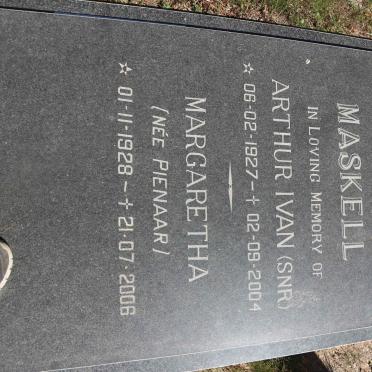 MASKELL
IN LOVING MEMORY OF
ARTHUR IVAN (SNR)
☆ 06-02-1927 ~ ✝ 02-09-2004
MARGARETHA
(NÉE PIENAAR)
☆ 01-11-1928 ~ ✝ 21-07-2006